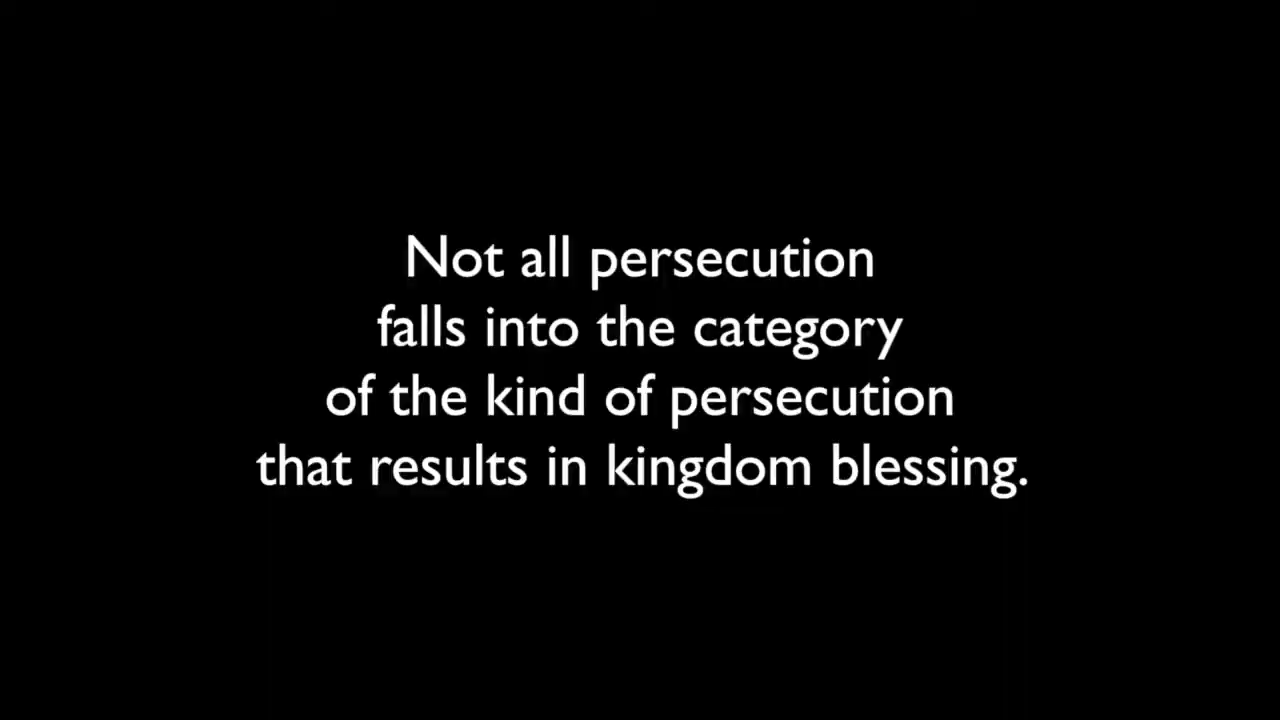 Not all persecution
falls into the category
of the kind of persecution
that results in kingdom blessing.